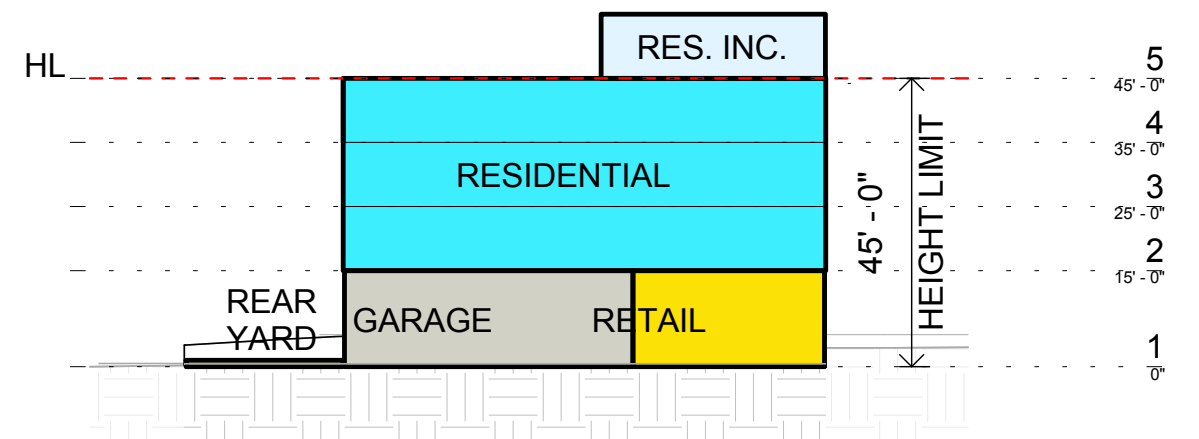 RES. INC.
HL
5
45' - 0"
4
35' - 0"
RESIDENTIAL
3
25' - 0"
2
15' - 0"
45' - 0"
HEIGHT LIMIT
REAR
YARD
GARAGE
RETAIL
1
0"